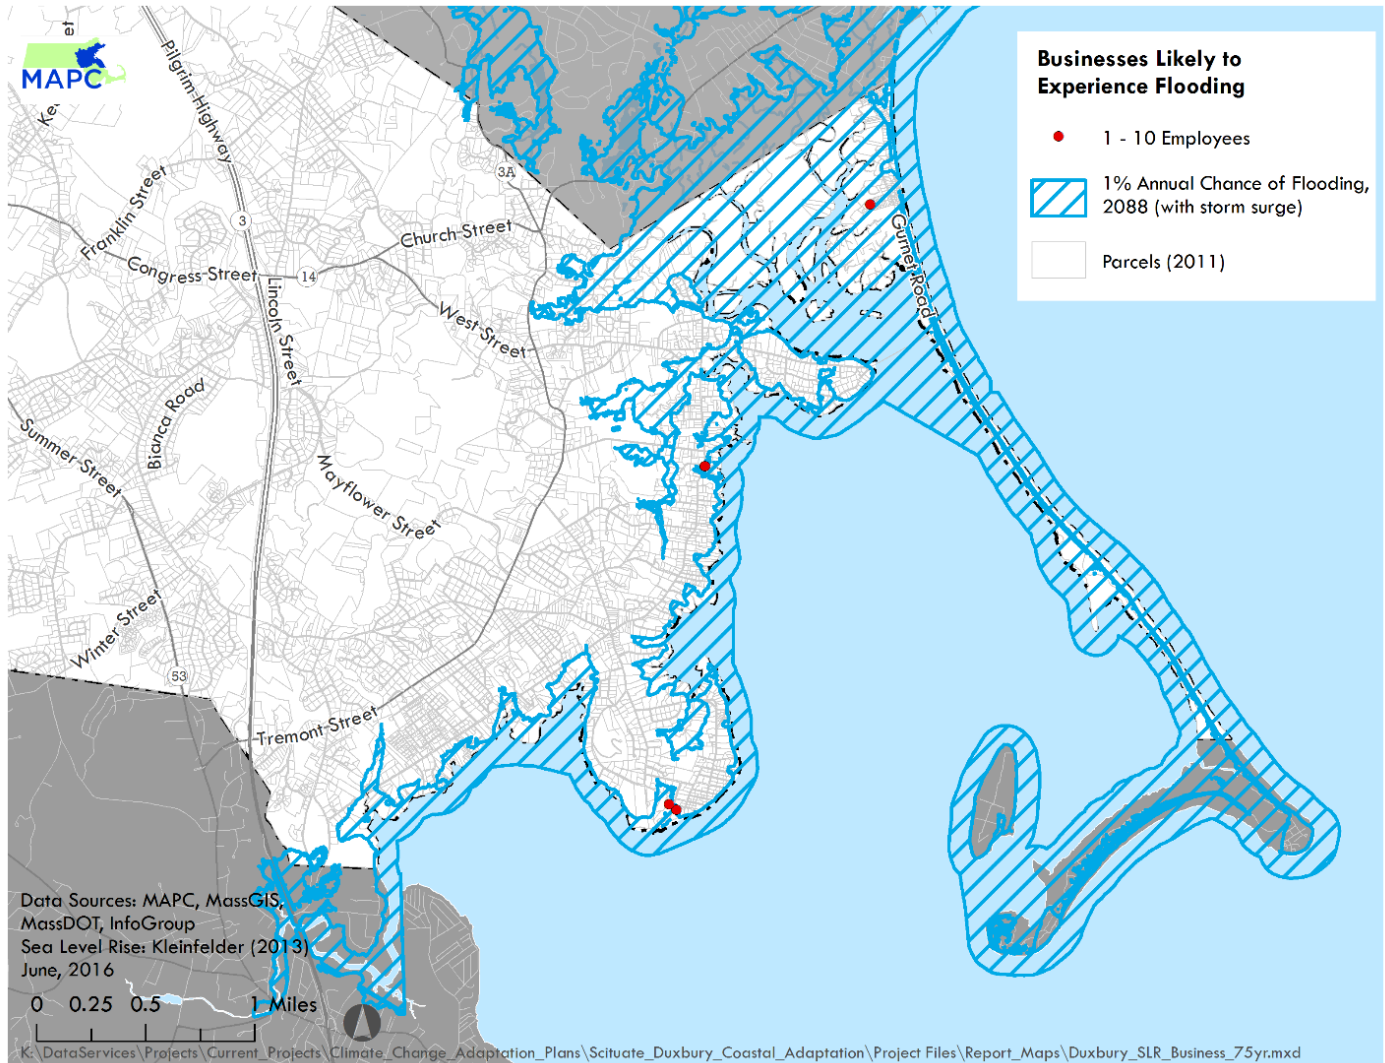 MAPC
et
Ke
Pilgrim Highway
3A
3
Franklin Street
Church Street
Congress Street
14
Lincoln Street
West Street
Gurnet Road
Bianca Road
Summer Street
Mayflower Street
Winter Street
53
Tremont Street
Businesses Likely to
Experience Flooding
1 - 10 Employees
1% Annual Chance of Flooding,
2088 (with storm surge)
Parcels (2011)
Data Sources: MAPC, MassGIS,
MassDOT, InfoGroup
Sea Level Rise: Kleinfelder (2013)
June, 2016
0 0.25 0.5 1 Miles
K:\DataServices\Projects\Current_Projects\Climate_Change_Adaptation_Plans\Scituate_Duxbury_Coastal_Adaptation\Project Files\Report_Maps\Duxbury_SLR_Business_75yr.mxd